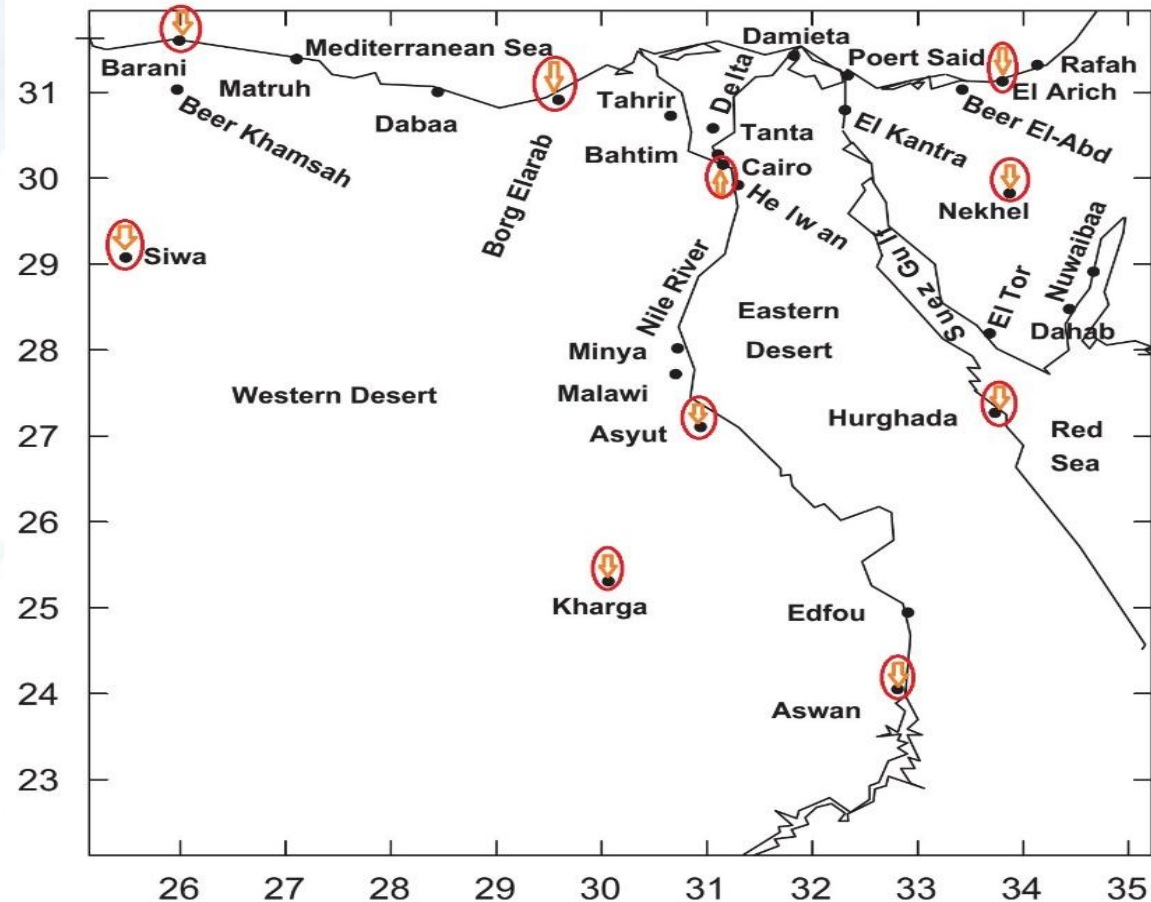 Damieta
Mediterranean Sea
Poert Said
Rafah
Barani
Matruh
Delta
El Arich
31
Tahrir
Beer Khamsah
Dabaa
Tanta
El Kantra
Beer El-Abd
Bahtim
Cairo
30
Borg Elarab
He lw an
Nekhel
Siwa
29
Nile River
Suez Gulf
El Tor
Nuwaibaa
Eastern
Desert
Dahab
28
Minya
Western Desert
Malawi
Hurghada
Red
Sea
27
Asyut
26
25
Kharga
Edfou
24
Aswan
23
26 27 28 29 30 31 32 33 34 35